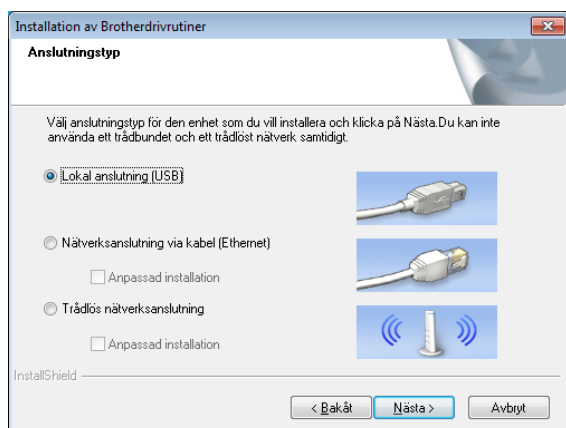 Installation av Brotherdrivrutiner
Anslutningstyp
Välj anslutningstyp för den enhet som du vill installera och klicka på Nästa.Du kan inte
använda ett trådbundet och ett trådlöst nätverk samtidigt.
Lokal anslutning (USB)
Nätverksanslutning via kabel (Ethernet)
Anpassad installation
Trådlös nätverksanslutning
Anpassad installation
InstallShield
< Bakåt Nästa > Avbryt